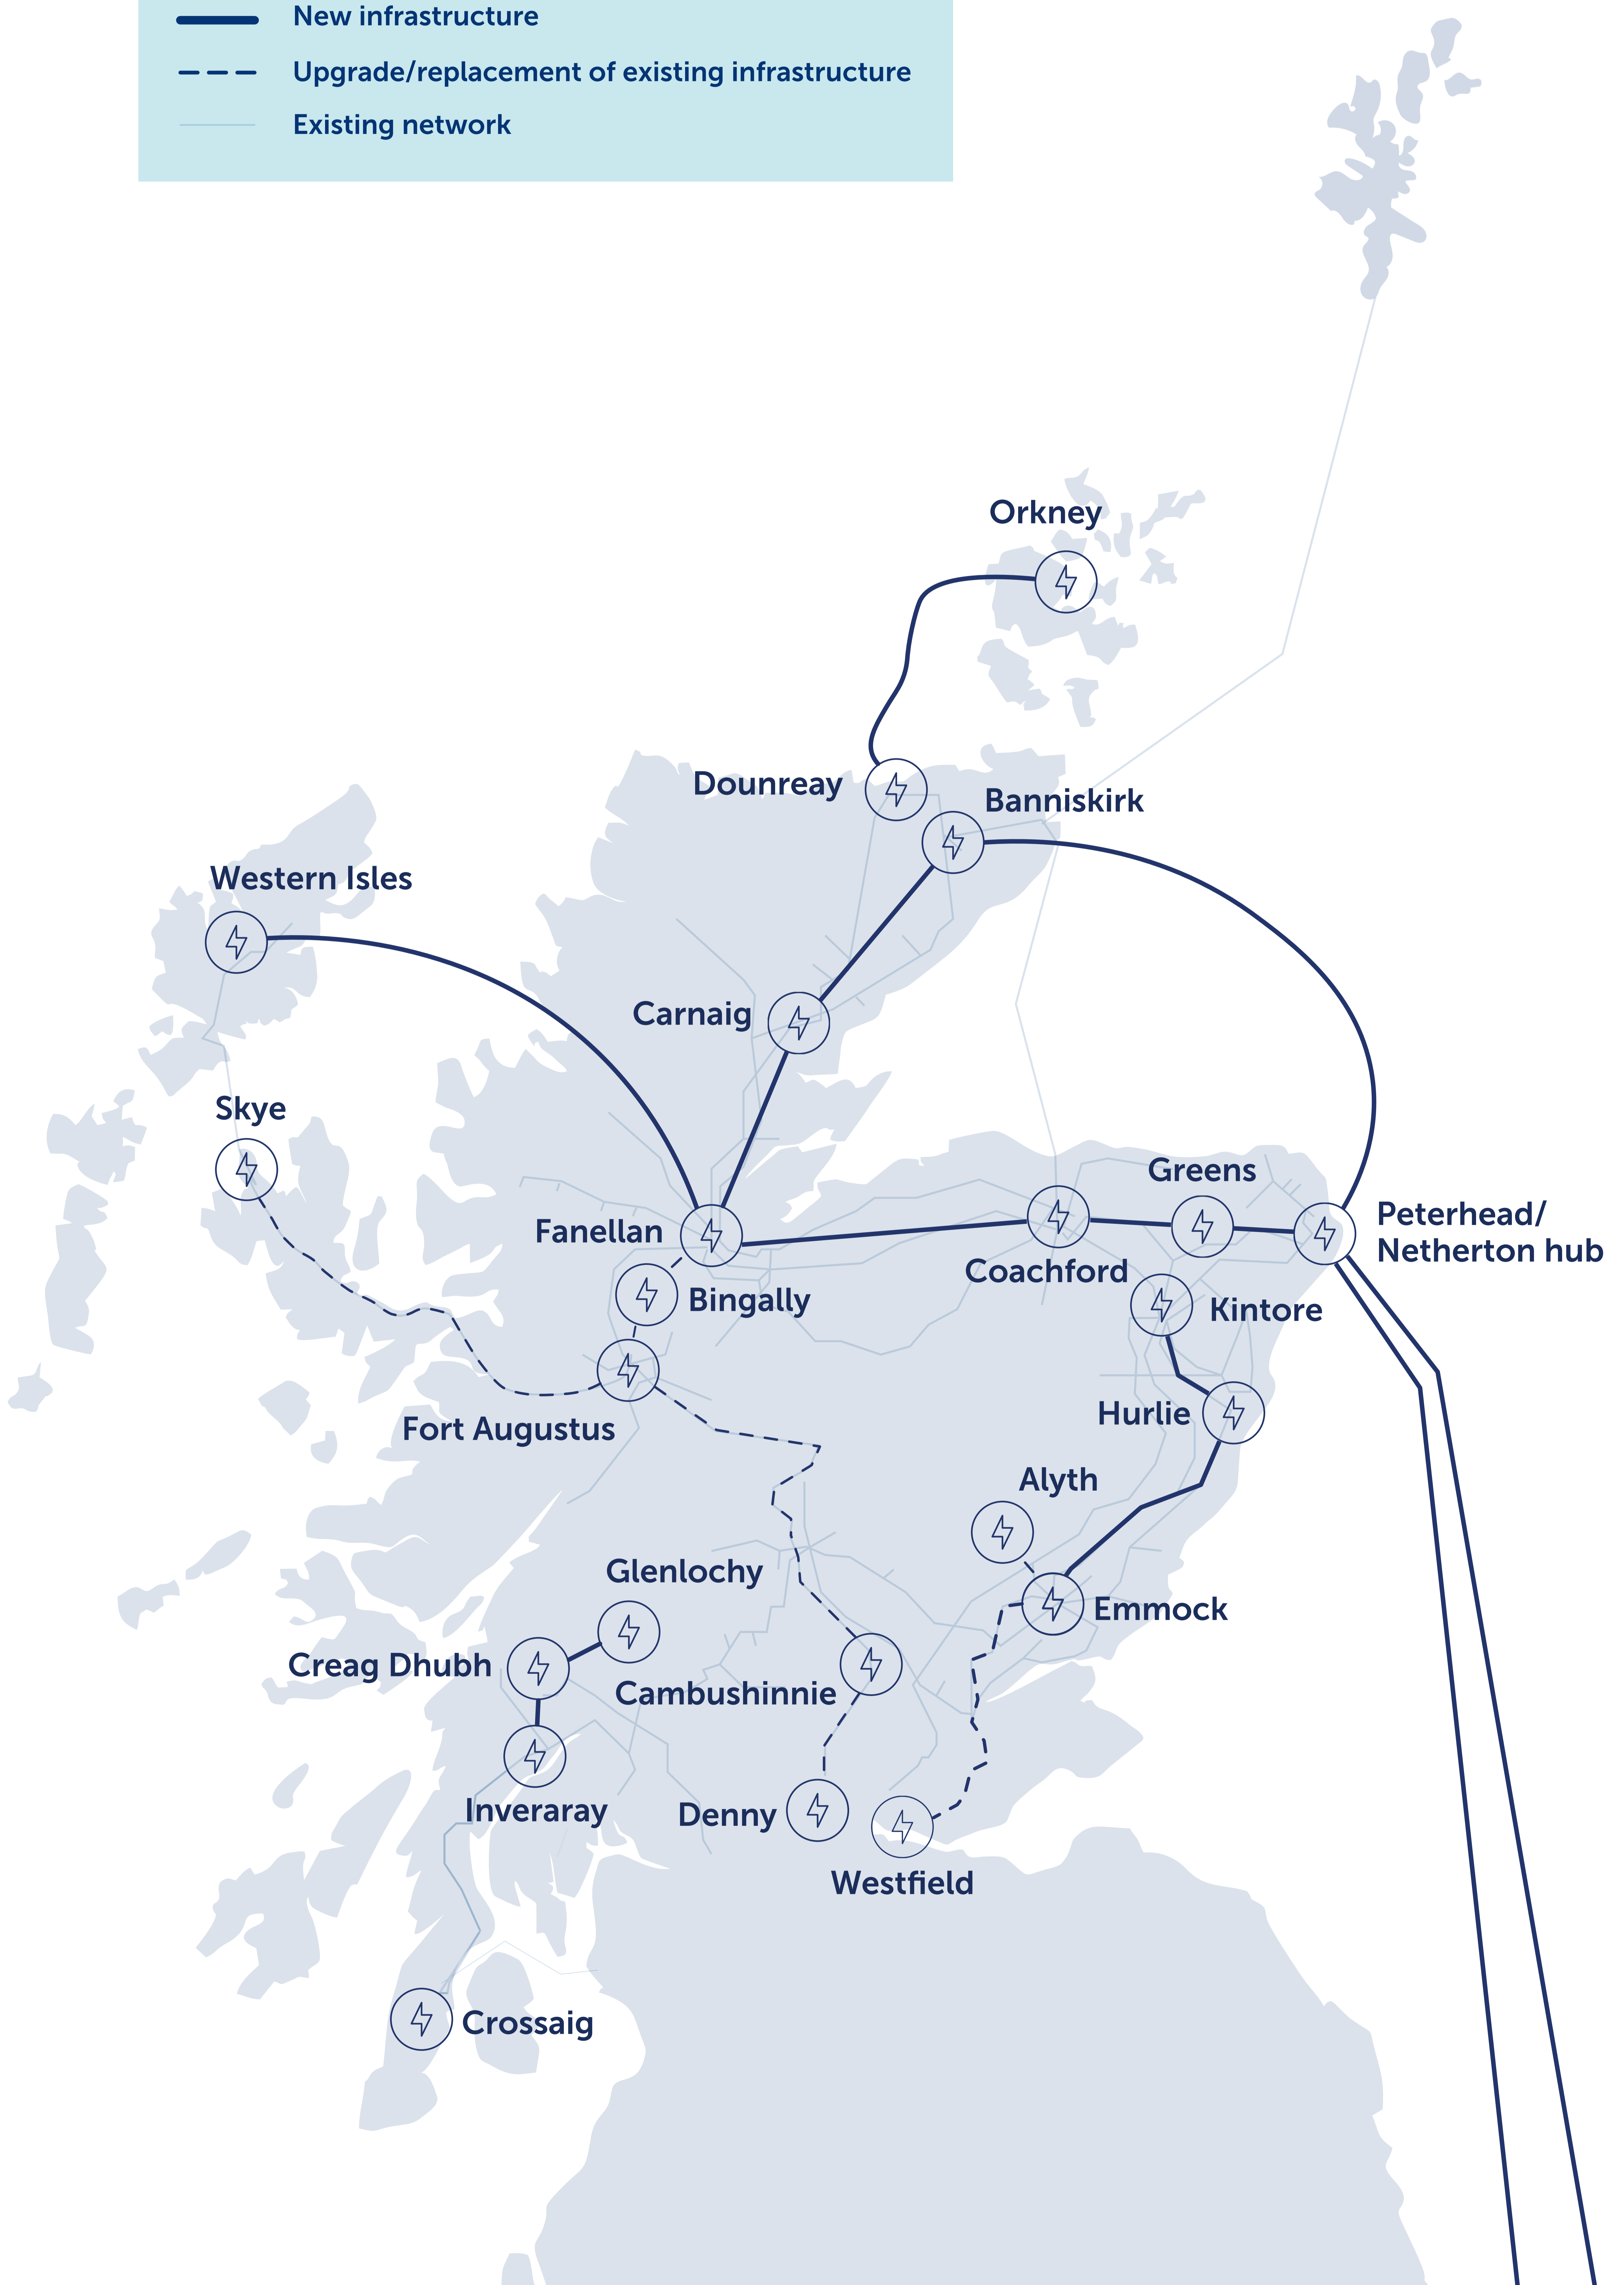 New infrastructure
Upgrade/replacement of existing infrastructure
Existing network
Orkney
Dounreay
Banniskirk
Western Isles
Carnaig
Skye
Greens
Fanellan
Peterhead/
Netherton hub
Coachford
Bingally
Kintore
Hurlie
Fort Augustus
Alyth
Glenlochy
Emmock
Creag Dhubh
Cambushinnie
Inveraray
Denny
Westfield
Crossaig